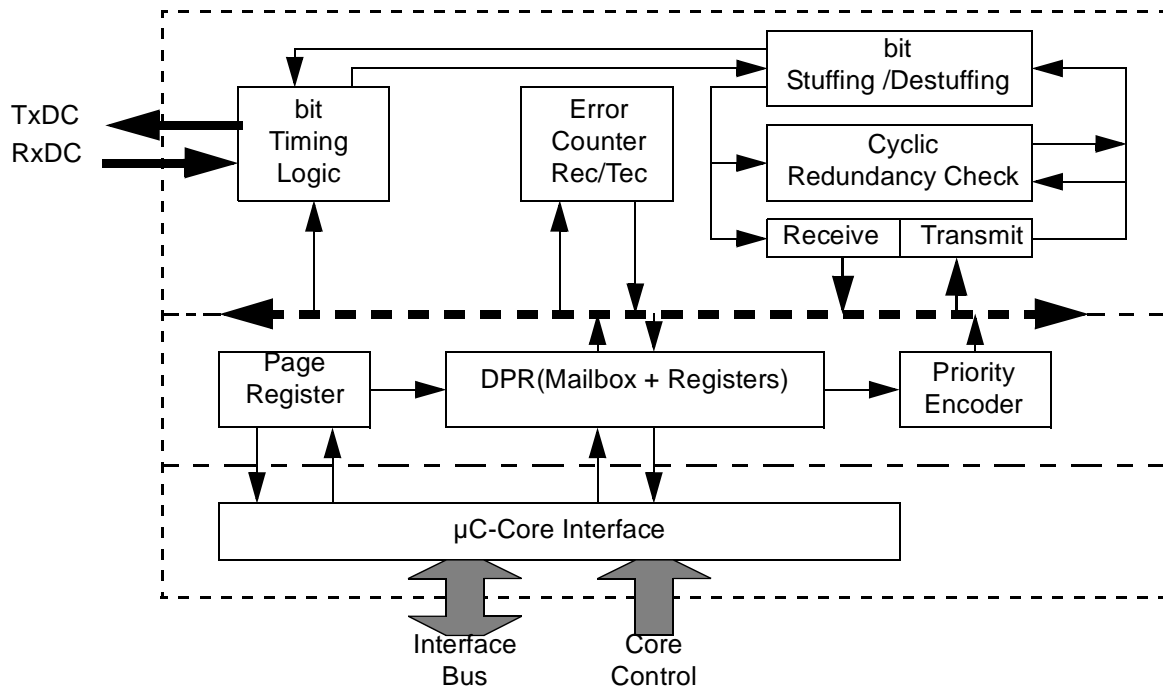 TxDC
RxDC
bit
Timing
Logic
Error
Counter
Rec/Tec
bit
Stuffing /Destuffing
Cyclic
Redundancy Check
Receive
Transmit
Page
Register
DPR(Mailbox + Registers)
Priority
Encoder
µC-Core Interface
Interface
Bus
Core
Control